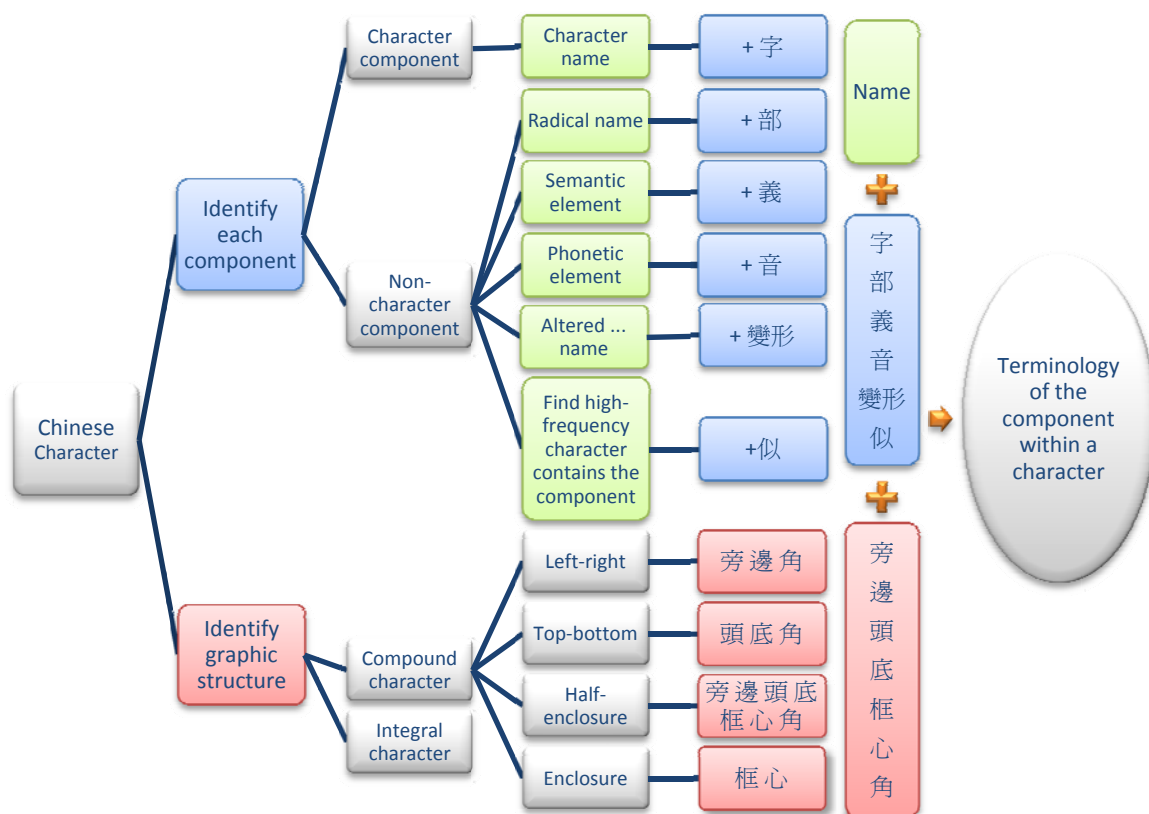 Chinese
Character
Identify
each
component
Identify
graphic
structure
Character
component
Non-
character
component
Compound
character
Integral
character
Character
name
Radical name
Semantic
element
Phonetic
element
Altered ...
name
Find high-
frequency
character
contains the
component
Left-right
Top-bottom
Half-
enclosure
Enclosure
+ 字
+ 部
+ 義
+ 音
+ 變形
+似
旁 邊 角
頭 底 角
旁 邊 頭 底
框 心 角
框 心
Name
字
部
義
音
變形
似
旁
邊
頭
底
框
心
角
Terminology
of the
component
within a
character